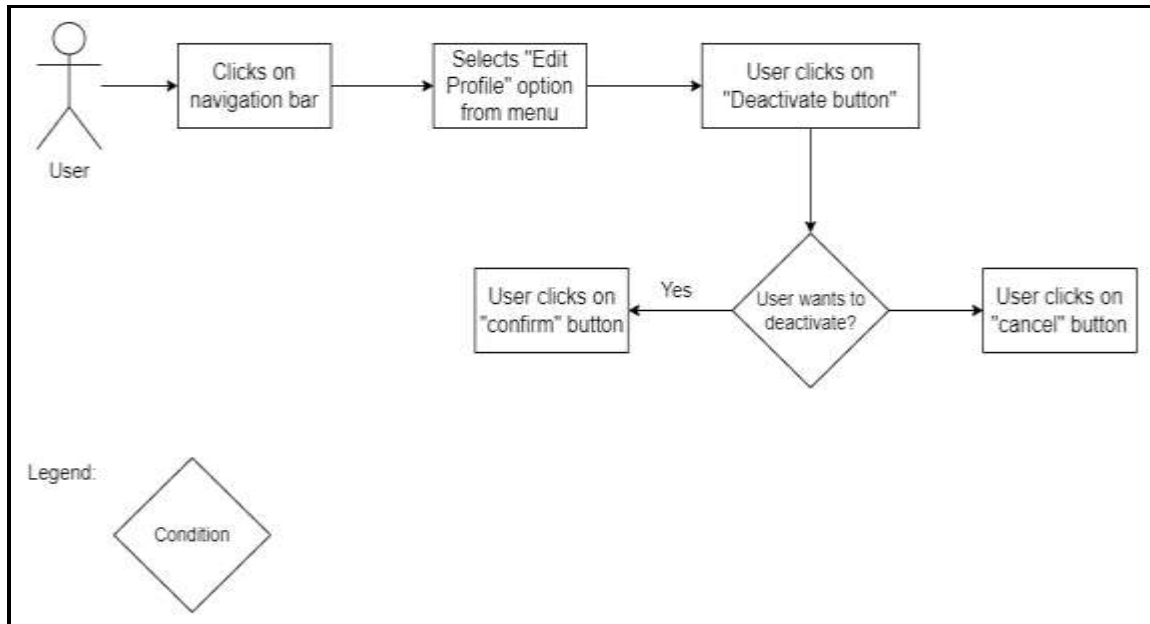 User
Clicks on
navigation bar
Selects "Edit
Profile" option
from menu
User clicks on
"Deactivate button"
User wants to
deactivate?
Yes
User clicks on
"confirm" button
User clicks on
"cancel" button
Legend:
Condition